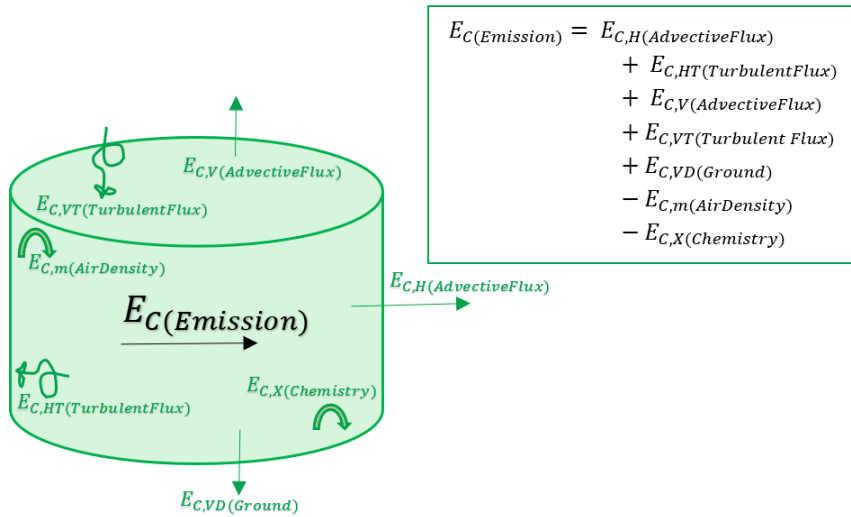 E_{C(Emission)} = E_{C,H(AdvectiveFlux)}
+ E_{C,HT(TurbulentFlux)}
+ E_{C,V(AdvectiveFlux)}
+ E_{C,VT(Turbulent Flux)}
+ E_{C,VD(Ground)}
− E_{C,m(AirDensity)}
− E_{C,X(Chemistry)}
E_{C,V(AdvectiveFlux)}
E_{C,VT(TurbulentFlux)}
E_{C,m(AirDensity)}
E_{C,H(AdvectiveFlux)}
E_{C(Emission)}
E_{C,X(Chemistry)}
E_{C,HT(TurbulentFlux)}
E_{C,VD(Ground)}